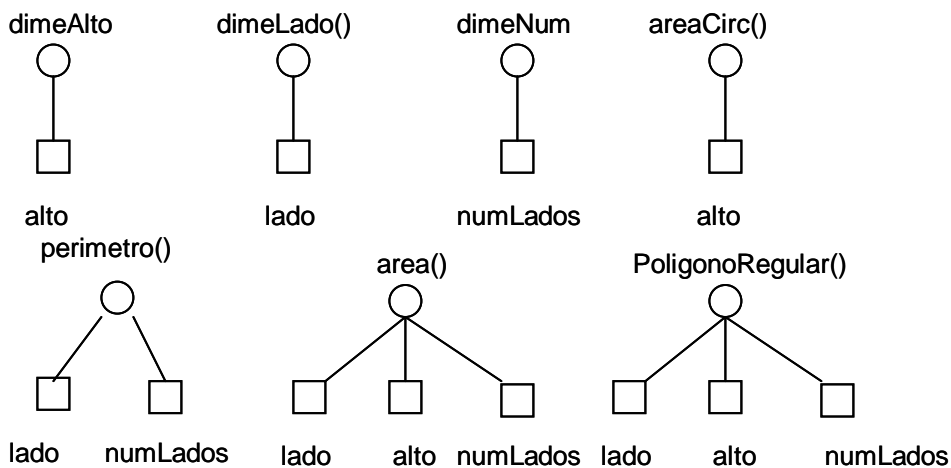 dimeAlto dimeLado() dimeNum areaCirc()
alto lado numLados alto
perimetro() area() PoligonoRegular()
lado numLados lado alto numLados lado alto numLados